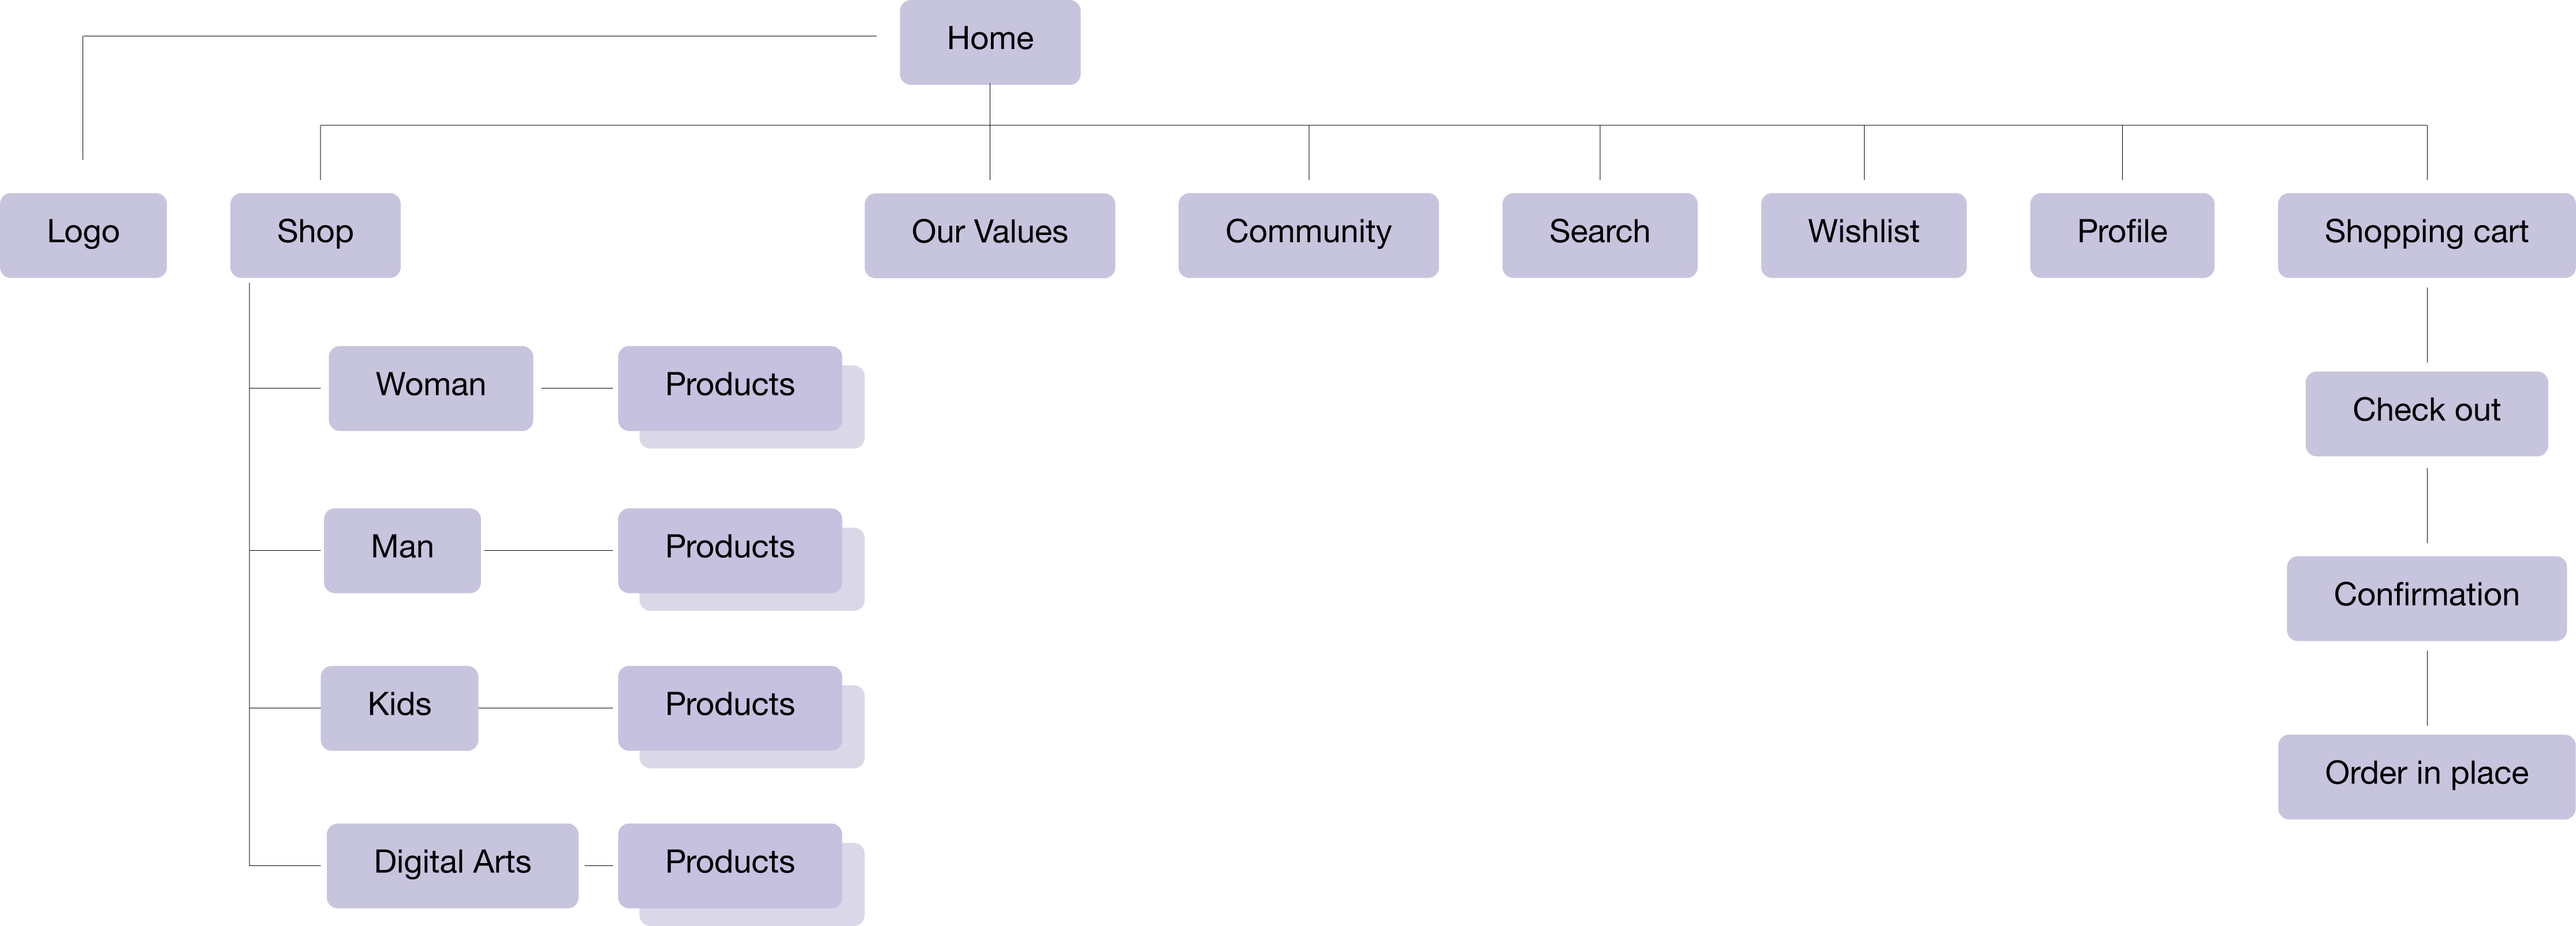 Home
Logo
Shop
Our Values
Community
Search
Wishlist
Profile
Shopping cart
Woman
Products
Check out
Man
Products
Confirmation
Kids
Products
Order in place
Digital Arts
Products